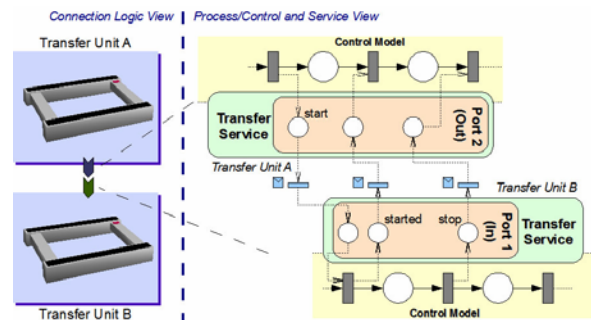 Connection Logic View
Process/Control and Service View
Transfer Unit A
Control Model
Transfer
Service
start
Port 2
(Out)
Transfer Unit A
Transfer Unit B
started
stop
Port 1
(In)
Transfer
Service
Control Model
Transfer Unit B